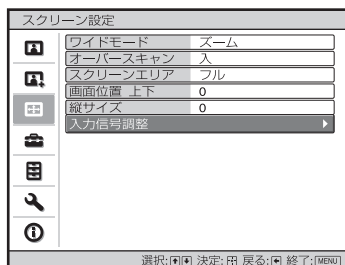 スクリーン設定
ワイドモード ズーム
オーバースキャン 入
スクリーンエリア フル
画面位置 上下 0
縦サイズ 0
入力信号調整
選択: 決定: 戻る: 終了:MENU